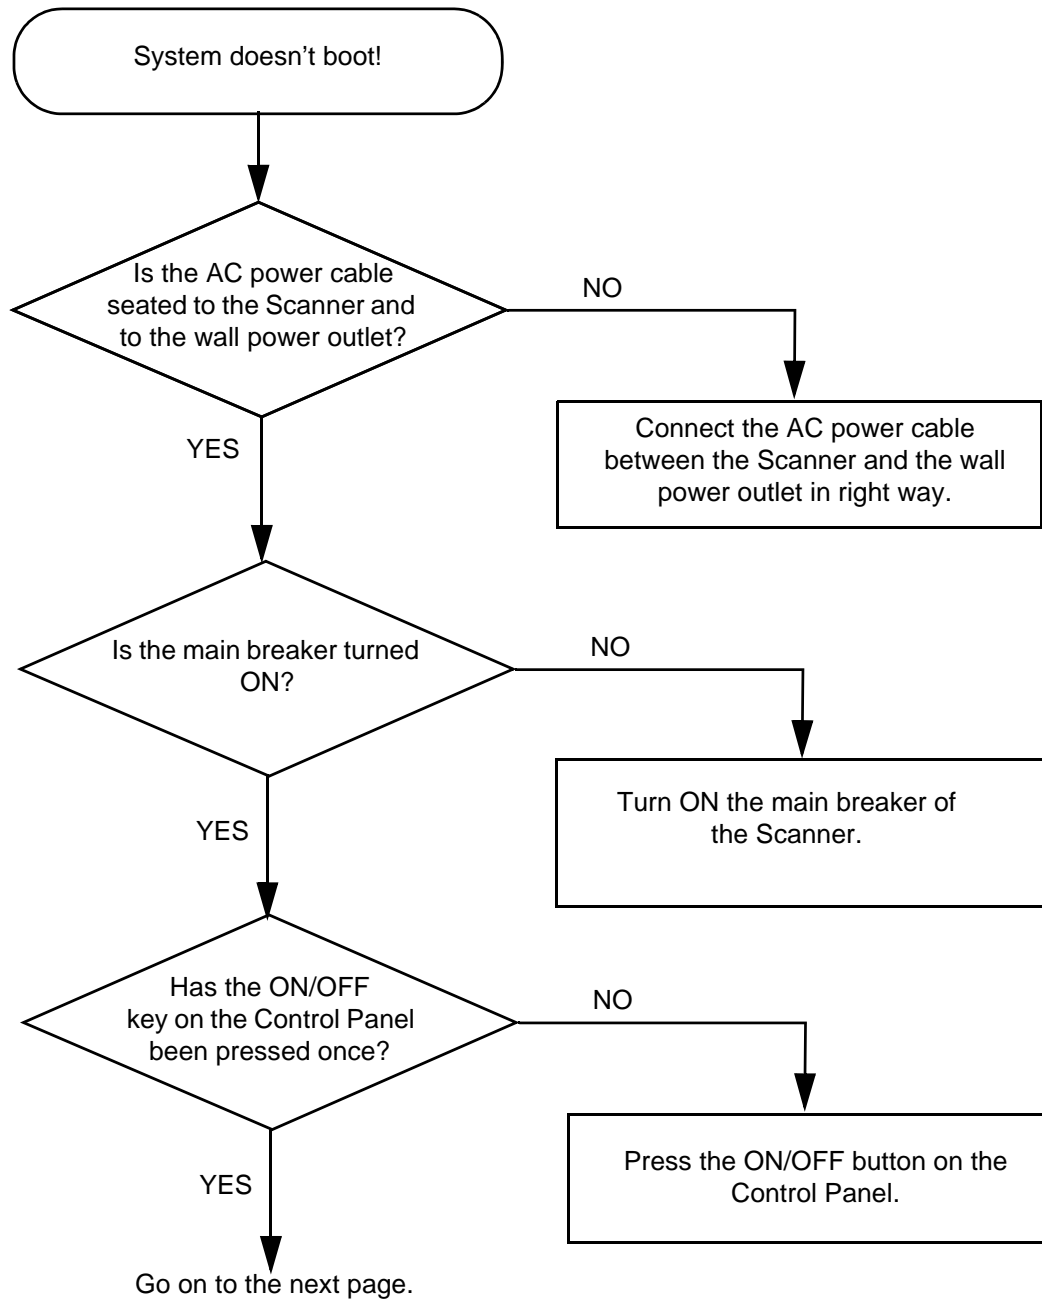 System doesn't boot!
Is the AC power cable
seated to the Scanner and
to the wall power outlet?
NO
Connect the AC power cable
between the Scanner and the wall
power outlet in right way.
YES
Is the main breaker turned
ON?
NO
Turn ON the main breaker of
the Scanner.
YES
Has the ON/OFF
key on the Control Panel
been pressed once?
NO
Press the ON/OFF button on the
Control Panel.
YES
Go on to the next page.